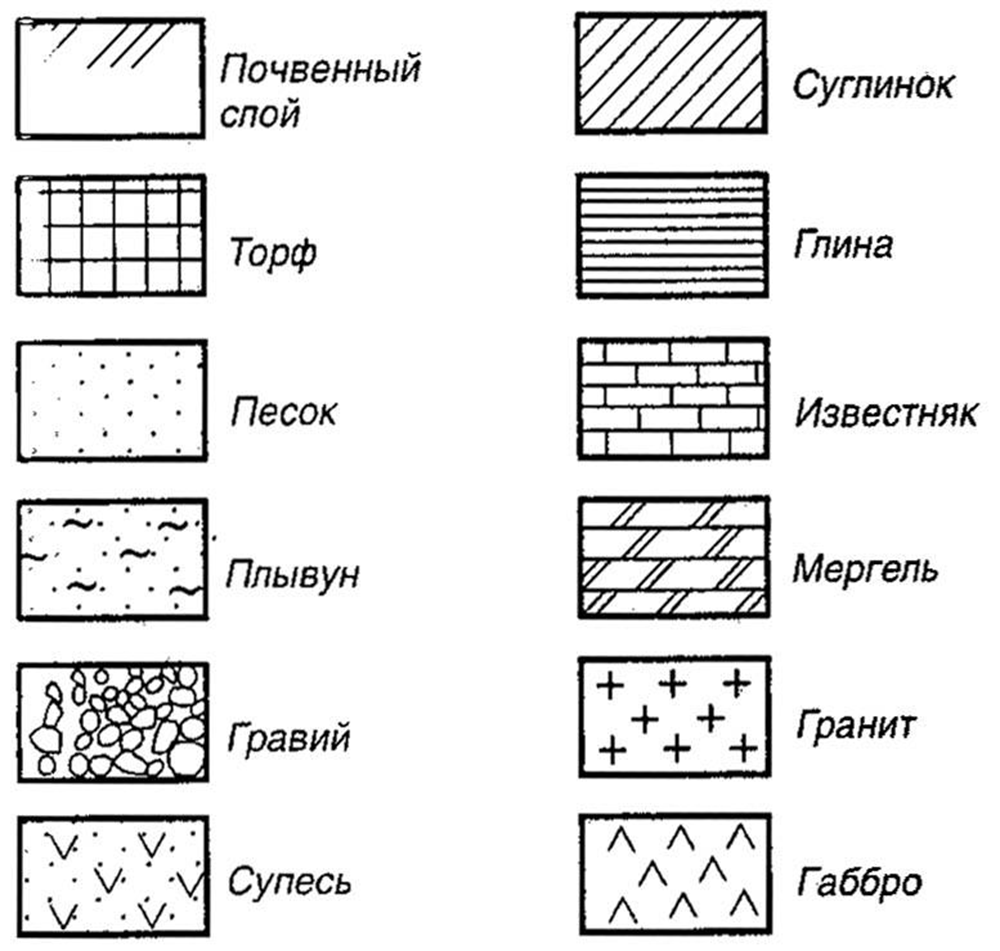 Почвенный
слой
Торф
Песок
Плывун
Гравий
Супесь
Суглинок
Глина
Известняк
Мергель
Гранит
Габбро